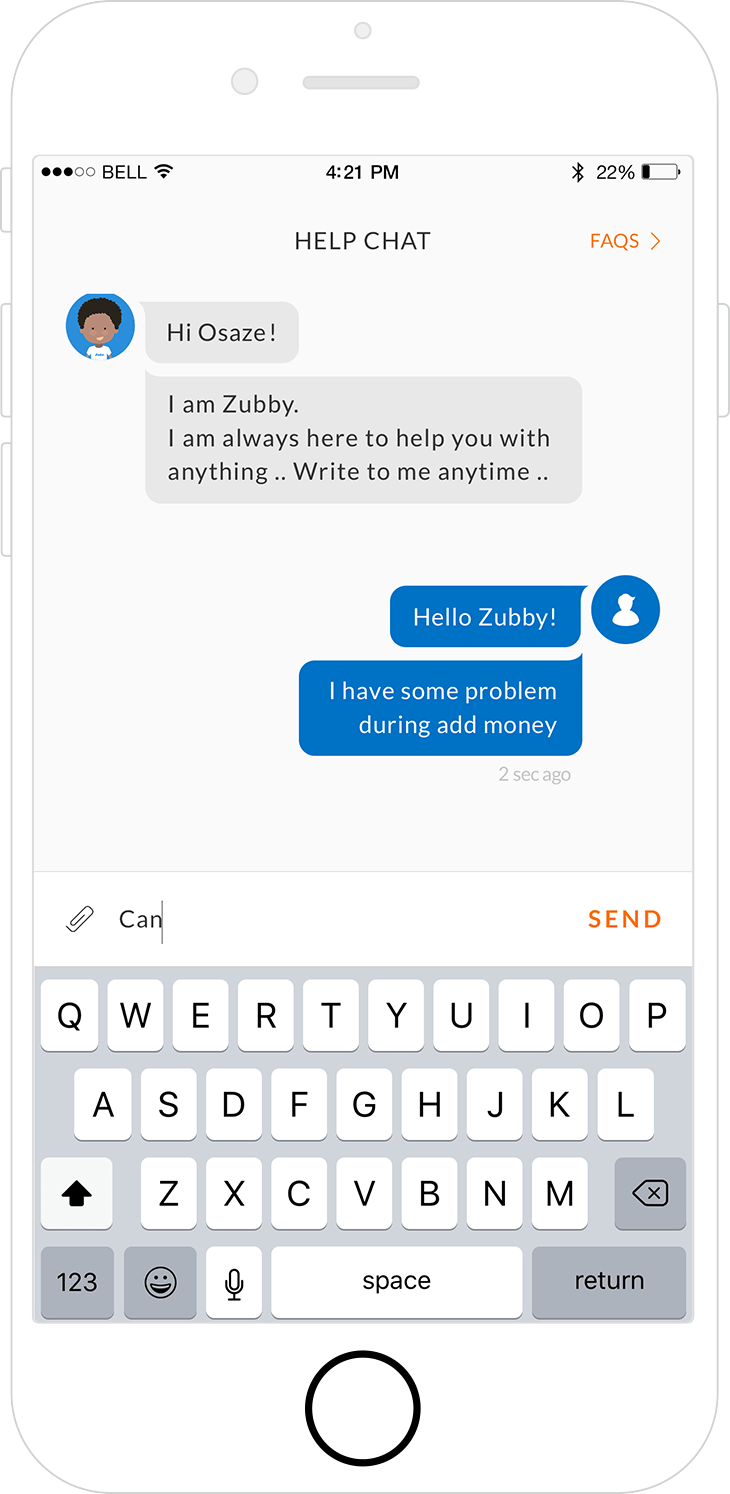 BELL 4:21 PM 22%
HELP CHAT FAQS
Hi Osaze!
I am Zubby.
I am always here to help you with
anything .. Write to me anytime ..
Hello Zubby!
I have some problem
during add money
2 sec ago
Can SEND
Q W E R T Y U I O P
A S D F G H J K L
Z X C V B N M
123 space return